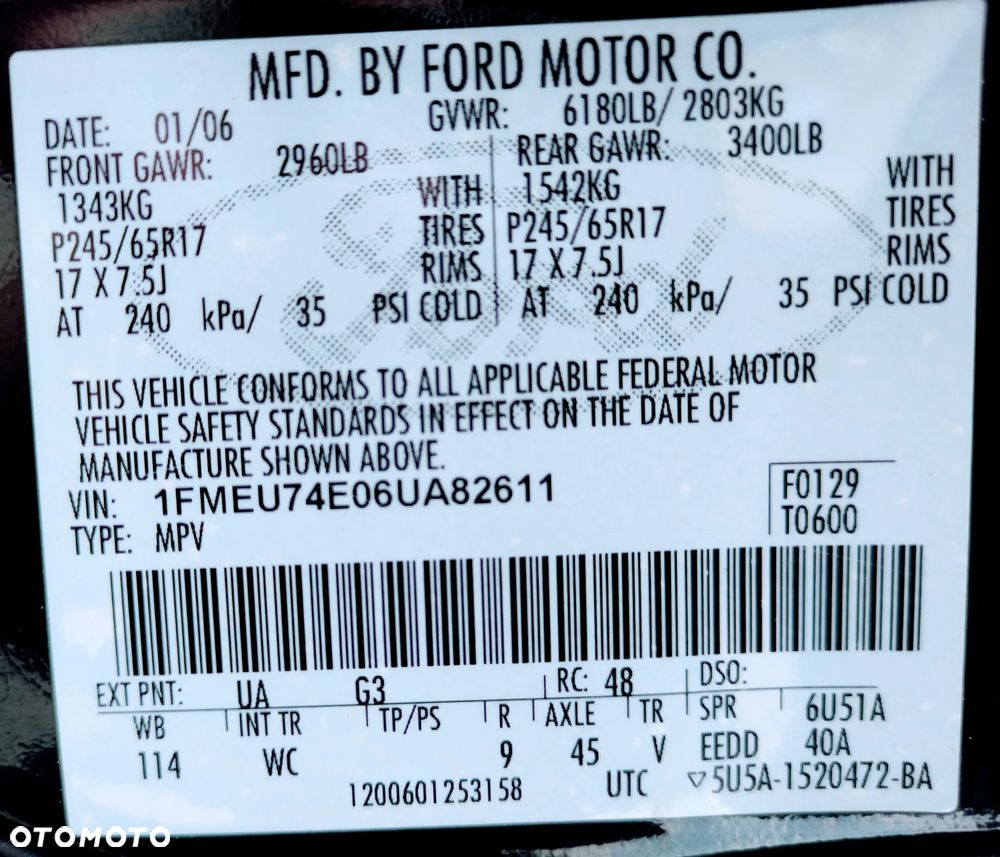 MFD. BY FORD MOTOR CO.
DATE: 01/06 GVWR: 6180LB/ 2803KG
FRONT GAWR: 2960LB REAR GAWR: 3400LB
1343KG WITH 1542KG WITH
P245/65R17 TIRES P245/65R17 TIRES
17 X 7.5J RIMS 17 X 7.5J RIMS
AT 240 kPa/ 35 PSI COLD AT 240 kPa/ 35 PSI COLD
THIS VEHICLE CONFORMS TO ALL APPLICABLE FEDERAL MOTOR
VEHICLE SAFETY STANDARDS IN EFFECT ON THE DATE OF
MANUFACTURE SHOWN ABOVE.
VIN: 1FMEU74E06UA82611 F0129
TYPE: MPV T0600
EXT PNT: UA G3 RC: 48 DSO:
WB INT TR TP/PS R AXLE TR SPR 6U51A
114 WC 9 45 V EEDD 40A
1200601253158 UTC ▽5U5A-1520472-BA
OTOMOTO